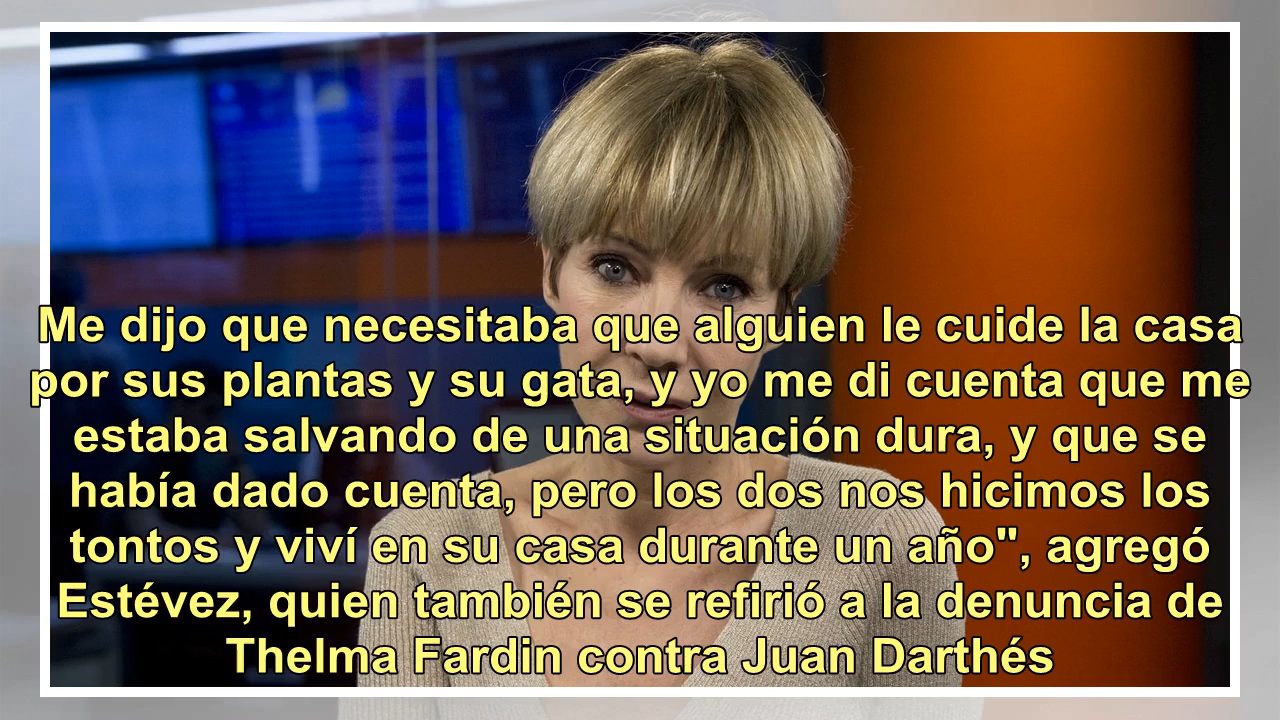 Me dijo que necesitaba que alguien le cuide la casa
por sus plantas y su gata, y yo me di cuenta que me
estaba salvando de una situación dura, y que se
había dado cuenta, pero los dos nos hicimos los
tontos y viví en su casa durante un año", agregó
Estévez, quien también se refirió a la denuncia de
Thelma Fardin contra Juan Darthés